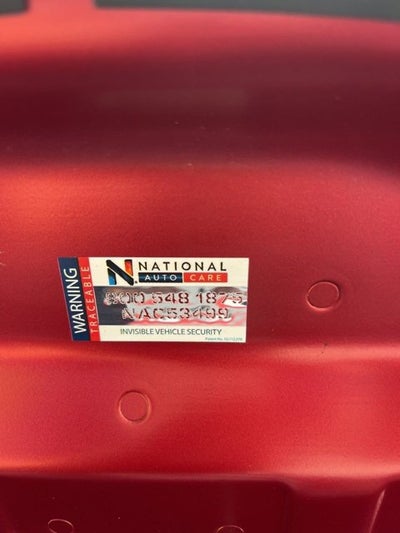 WARNING
TRACEABLE
NATIONAL
AUTO CARE
800 548 1875
NAC53499
INVISIBLE VEHICLE SECURITY